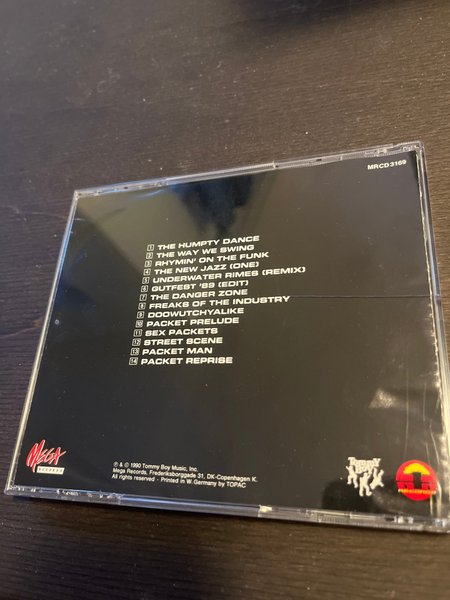 MRCD3169
1 THE HUMPTY DANCE
2 THE WAY WE SWING
3 RHYMIN' ON THE FUNK
4 THE NEW JAZZ (ONE)
5 UNDERWATER RIMES (REMIX)
6 GUTFEST '89 (EDIT)
7 THE DANGER ZONE
8 FREAKS OF THE INDUSTRY
9 DOOWUTCHYALIKE
10 PACKET PRELUDE
11 SEX PACKETS
12 STREET SCENE
13 PACKET MAN
14 PACKET REPRISE
MEGA
RECORDS
℗ & © 1990 Tommy Boy Music, Inc.
Mega Records, Frederiksborggade 31, DK-Copenhagen K.
All rights reserved - Printed in W. Germany by TOPAC
TOMMY
BOY